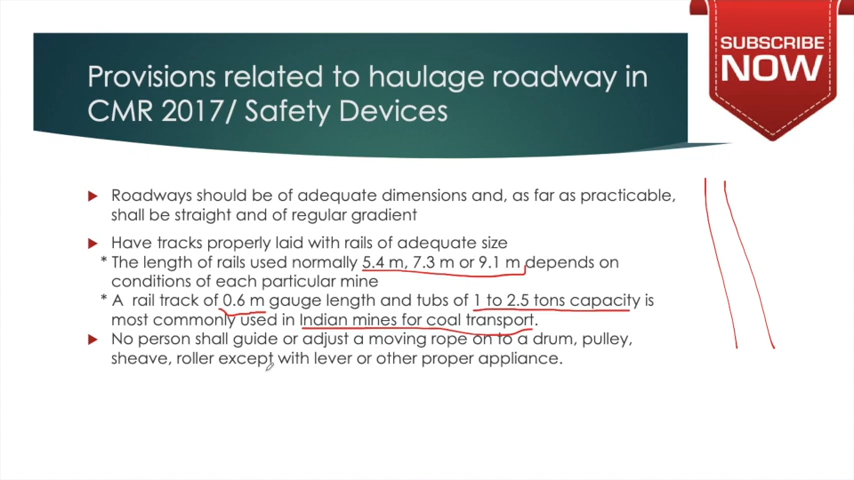 SUBSCRIBE
NOW
Provisions related to haulage roadway in
CMR 2017/ Safety Devices
Roadways should be of adequate dimensions and, as far as practicable,
shall be straight and of regular gradient
Have tracks properly laid with rails of adequate size
* The length of rails used normally 5.4 m, 7.3 m or 9.1 m depends on
conditions of each particular mine
* A rail track of 0.6 m gauge length and tubs of 1 to 2.5 tons capacity is
most commonly used in Indian mines for coal transport.
No person shall guide or adjust a moving rope on to a drum, pulley,
sheave, roller except with lever or other proper appliance.